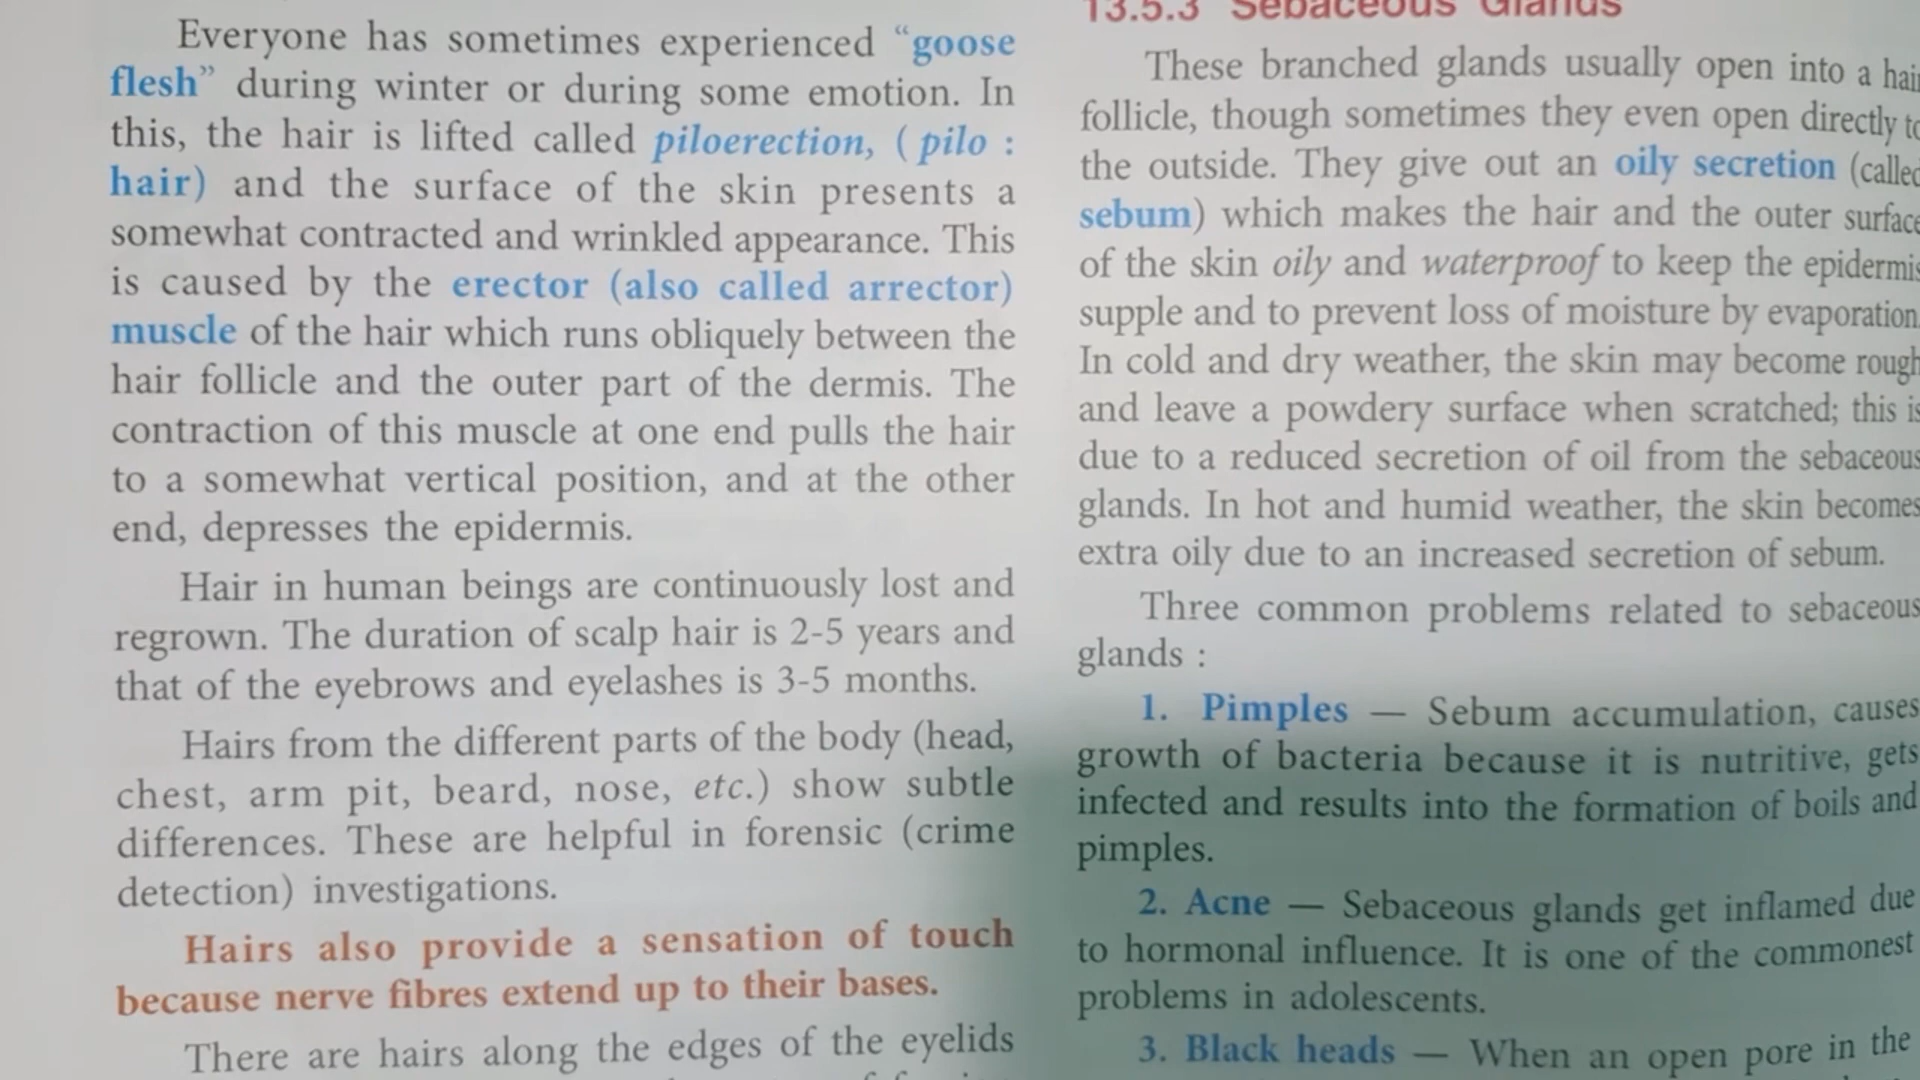 Everyone has sometimes experienced “goose
flesh” during winter or during some emotion. In
this, the hair is lifted called piloerection, ( pilo :
hair) and the surface of the skin presents a
somewhat contracted and wrinkled appearance. This
is caused by the erector (also called arrector)
muscle of the hair which runs obliquely between the
hair follicle and the outer part of the dermis. The
contraction of this muscle at one end pulls the hair
to a somewhat vertical position, and at the other
end, depresses the epidermis.
Hair in human beings are continuously lost and
regrown. The duration of scalp hair is 2-5 years and
that of the eyebrows and eyelashes is 3-5 months.
Hairs from the different parts of the body (head,
chest, arm pit, beard, nose, etc.) show subtle
differences. These are helpful in forensic (crime
detection) investigations.
Hairs also provide a sensation of touch
because nerve fibres extend up to their bases.
There are hairs along the edges of the eyelids
13.5.3 Sebaceous Glands
These branched glands usually open into a hair
follicle, though sometimes they even open directly to
the outside. They give out an oily secretion (called
sebum) which makes the hair and the outer surface
of the skin oily and waterproof to keep the epidermis
supple and to prevent loss of moisture by evaporation.
In cold and dry weather, the skin may become rough
and leave a powdery surface when scratched; this is
due to a reduced secretion of oil from the sebaceous
glands. In hot and humid weather, the skin becomes
extra oily due to an increased secretion of sebum.
Three common problems related to sebaceous
glands :
1. Pimples — Sebum accumulation, causes
growth of bacteria because it is nutritive, gets
infected and results into the formation of boils and
pimples.
2. Acne — Sebaceous glands get inflamed due
to hormonal influence. It is one of the commonest
problems in adolescents.
3. Black heads — When an open pore in the